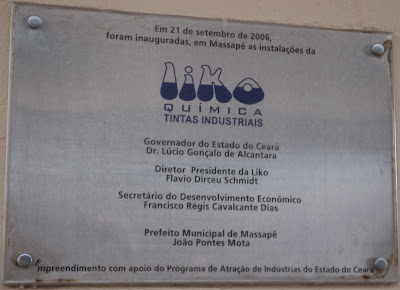 Em 21 de setembro de 2006,
foram inauguradas, em Massapê as instalações da
liko
QUÍMICA
TINTAS INDUSTRIAIS
Governador do Estado do Ceará
Dr. Lúcio Gonçalo de Alcantara
Diretor Presidente da Liko
Flavio Dirceu Schmidt
Secretário do Desenvolvimento Econômico
Francisco Régis Cavalcante Dias
Prefeito Municipal de Massapê
João Pontes Mota
Empreendimento com apoio do Programa de Atração de Indústrias do Estado do Ceará